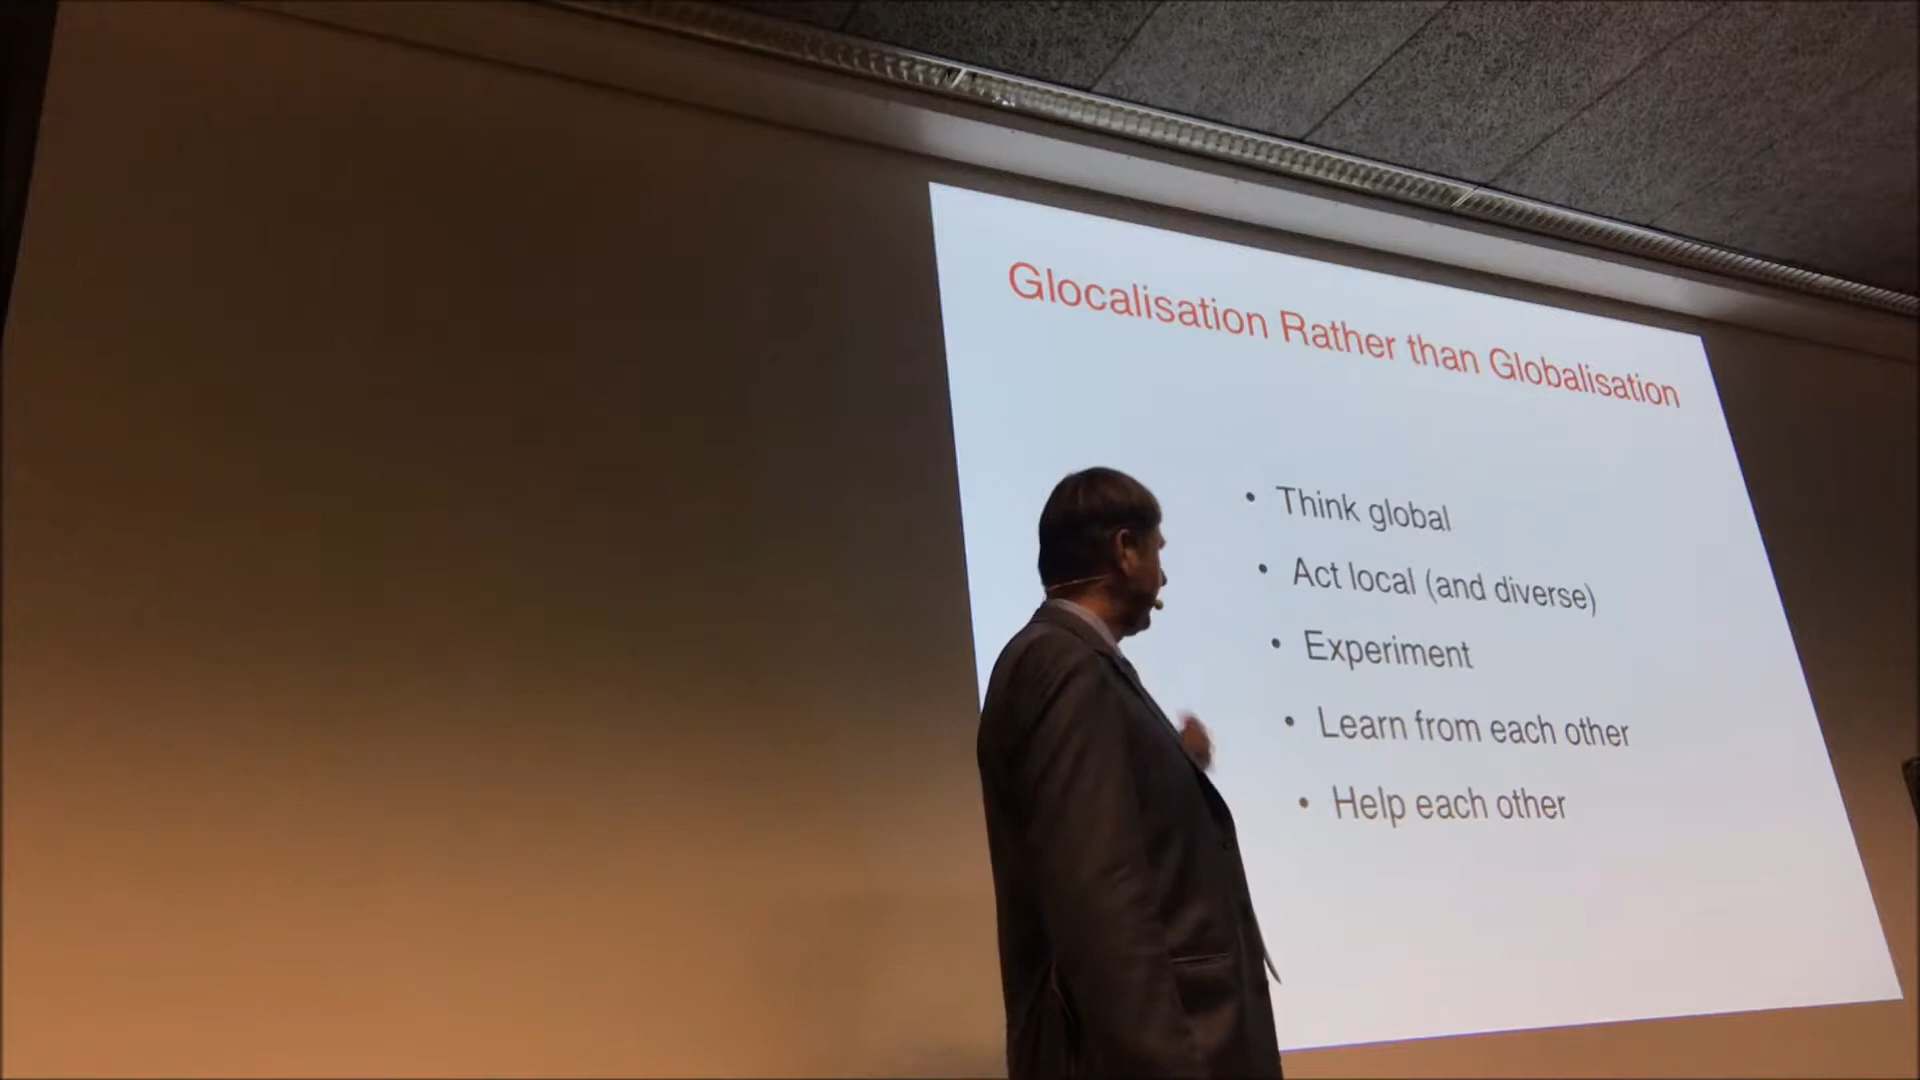 Glocalisation Rather than Globalisation
• Think global
• Act local (and diverse)
• Experiment
• Learn from each other
• Help each other